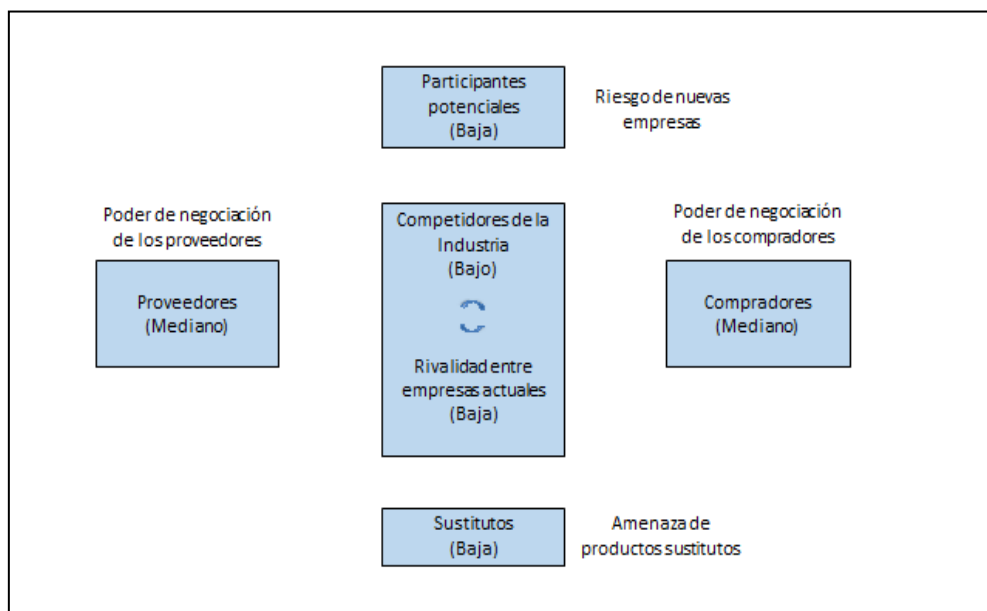 Participantes
potenciales
(Baja)
Riesgo de nuevas
empresas
Poder de negociación
de los proveedores
Proveedores
(Mediano)
Competidores de la
Industria
(Bajo)
Rivalidad entre
empresas actuales
(Baja)
Poder de negociación
de los compradores
Compradores
(Mediano)
Sustitutos
(Baja)
Amenaza de
productos sustitutos